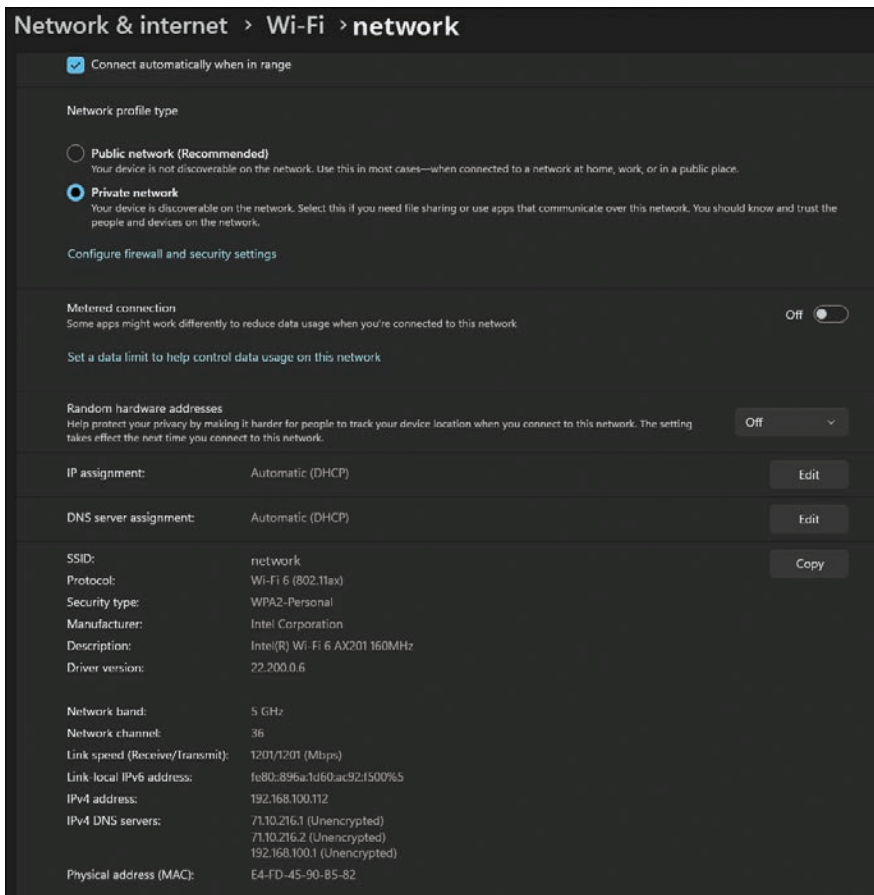 Network & internet > Wi-Fi > network
Connect automatically when in range
Network profile type
Public network (Recommended)
Your device is not discoverable on the network. Use this in most cases—when connected to a network at home, work, or in a public place.
Private network
Your device is discoverable on the network. Select this if you need file sharing or use apps that communicate over this network. You should know and trust the
people and devices on the network.
Configure firewall and security settings
Metered connection
Some apps might work differently to reduce data usage when you're connected to this network
Off
Set a data limit to help control data usage on this network
Random hardware addresses
Help protect your privacy by making it harder for people to track your device location when you connect to this network. The setting
takes effect the next time you connect to this network.
Off
IP assignment: Automatic (DHCP) Edit
DNS server assignment: Automatic (DHCP) Edit
SSID: network Copy
Protocol: Wi-Fi 6 (802.11ax)
Security type: WPA2-Personal
Manufacturer: Intel Corporation
Description: Intel(R) Wi-Fi 6 AX201 160MHz
Driver version: 22.200.0.6
Network band: 5 GHz
Network channel: 36
Link speed (Receive/Transmit): 1201/1201 (Mbps)
Link-local IPv6 address: fe80::896a:1d60:ac92:f500%5
IPv4 address: 192.168.100.112
IPv4 DNS servers: 71.10.216.1 (Unencrypted)
71.10.216.2 (Unencrypted)
192.168.100.1 (Unencrypted)
Physical address (MAC): E4-FD-45-90-B5-82